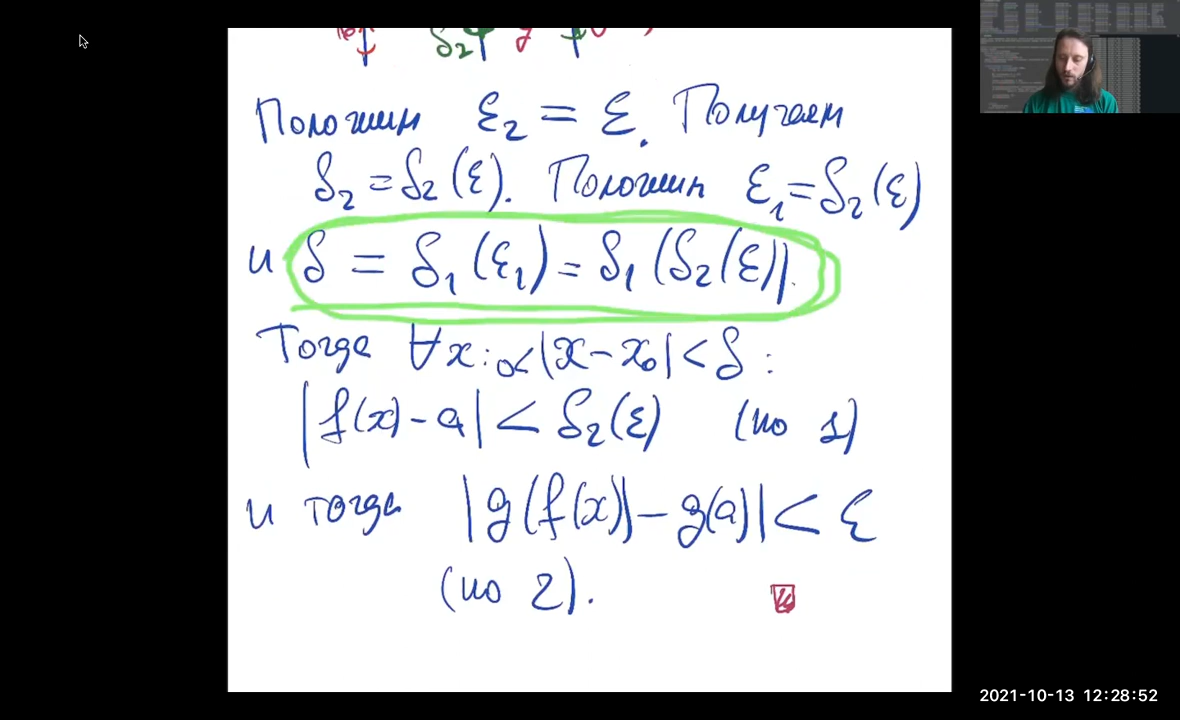 δ₂
Положим ε₂ = ε. Получаем
δ₂ = δ₂(ε). Положим ε₁ = δ₂(ε)
и δ = δ₁(ε₁) = δ₁(δ₂(ε)).
Тогда ∀x: 0<|x-x₀|<δ:
|f(x)-a| < δ₂(ε) (по 1)
и тогда |g(f(x))-g(a)| < ε
(по 2).
2021-10-13 12:28:52